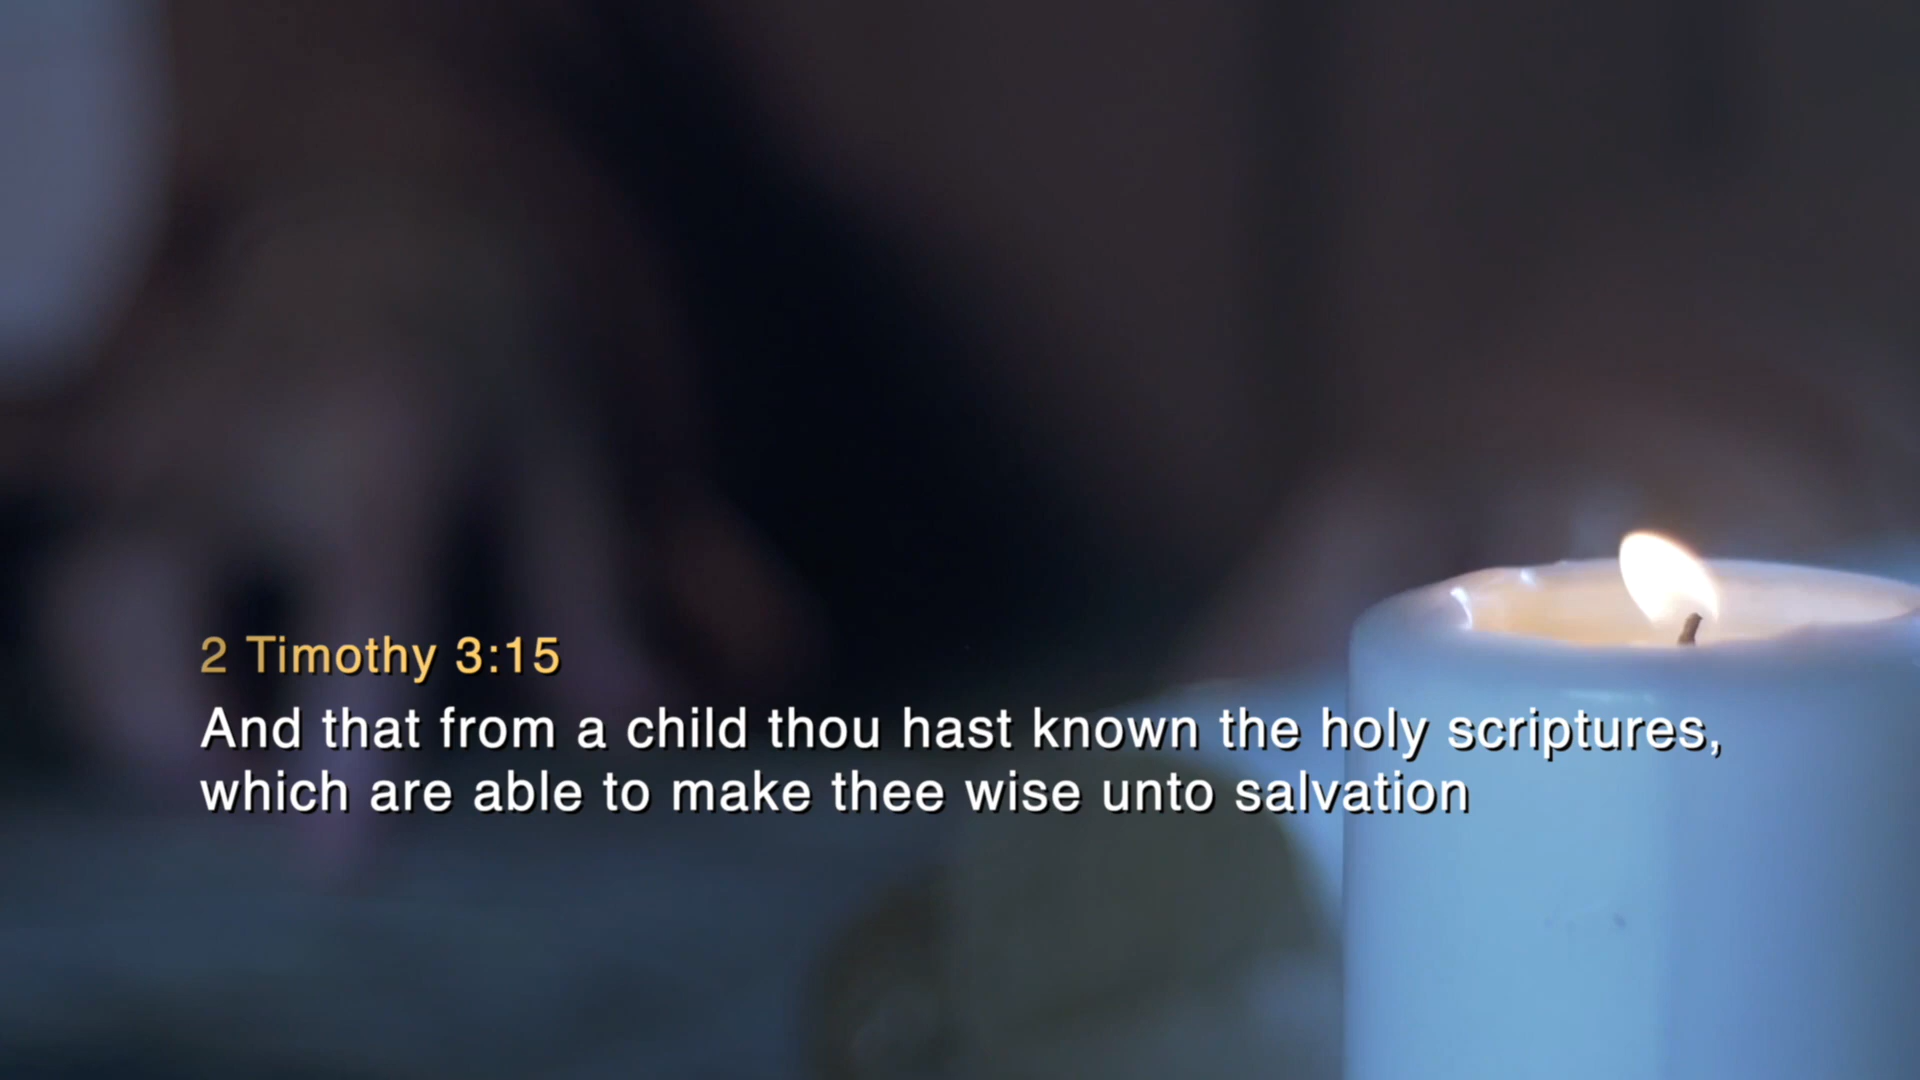 2 Timothy 3:15
And that from a child thou hast known the holy scriptures,
which are able to make thee wise unto salvation